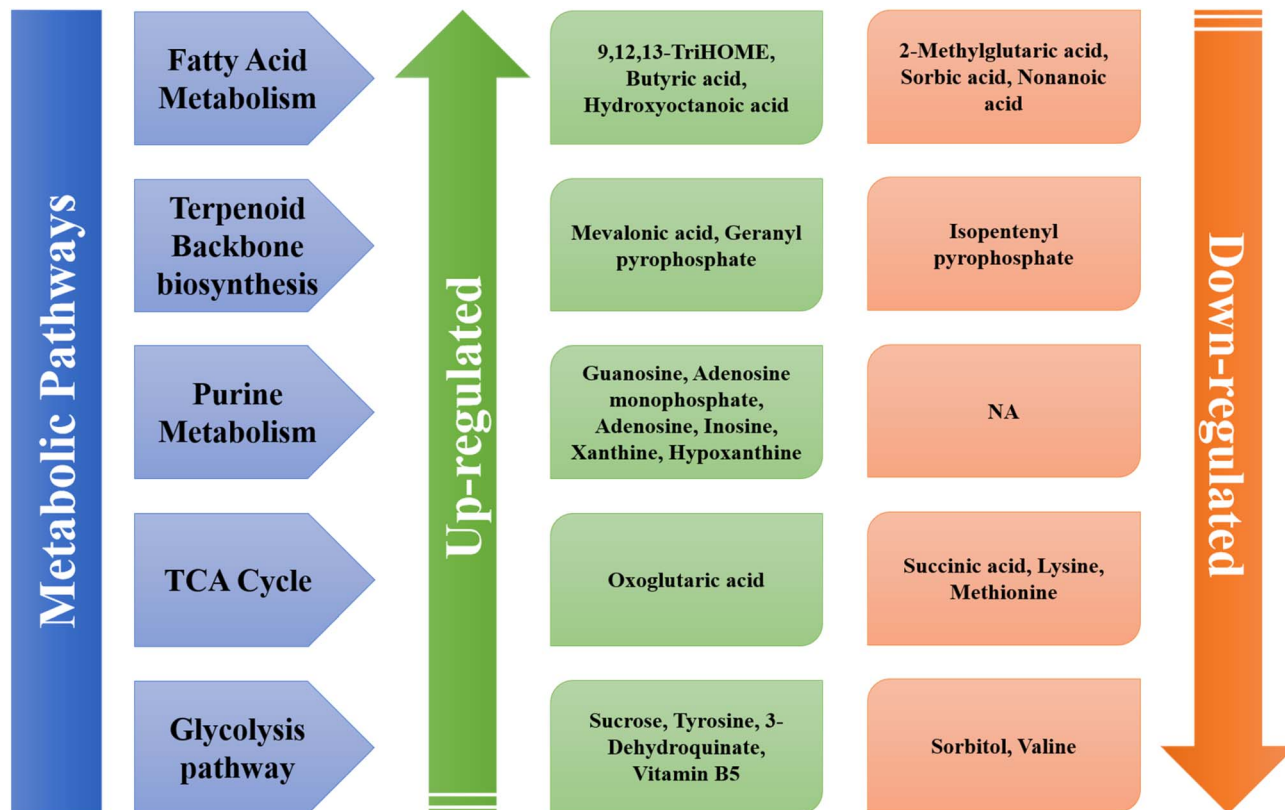 Metabolic Pathways
Fatty Acid
Metabolism
Up-regulated
9,12,13-TriHOME,
Butyric acid,
Hydroxyoctanoic acid
2-Methylglutaric acid,
Sorbic acid, Nonanoic
acid
Down-regulated
Terpenoid
Backbone
biosynthesis
Mevalonic acid, Geranyl
pyrophosphate
Isopentenyl
pyrophosphate
Purine
Metabolism
Guanosine, Adenosine
monophosphate,
Adenosine, Inosine,
Xanthine, Hypoxanthine
NA
TCA Cycle
Oxoglutaric acid
Succinic acid, Lysine,
Methionine
Glycolysis
pathway
Sucrose, Tyrosine, 3-
Dehydroquinate,
Vitamin B5
Sorbitol, Valine